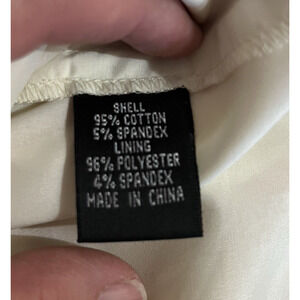 SHELL
95% COTTON
5% SPANDEX
LINING
96% POLYESTER
4% SPANDEX
MADE IN CHINA